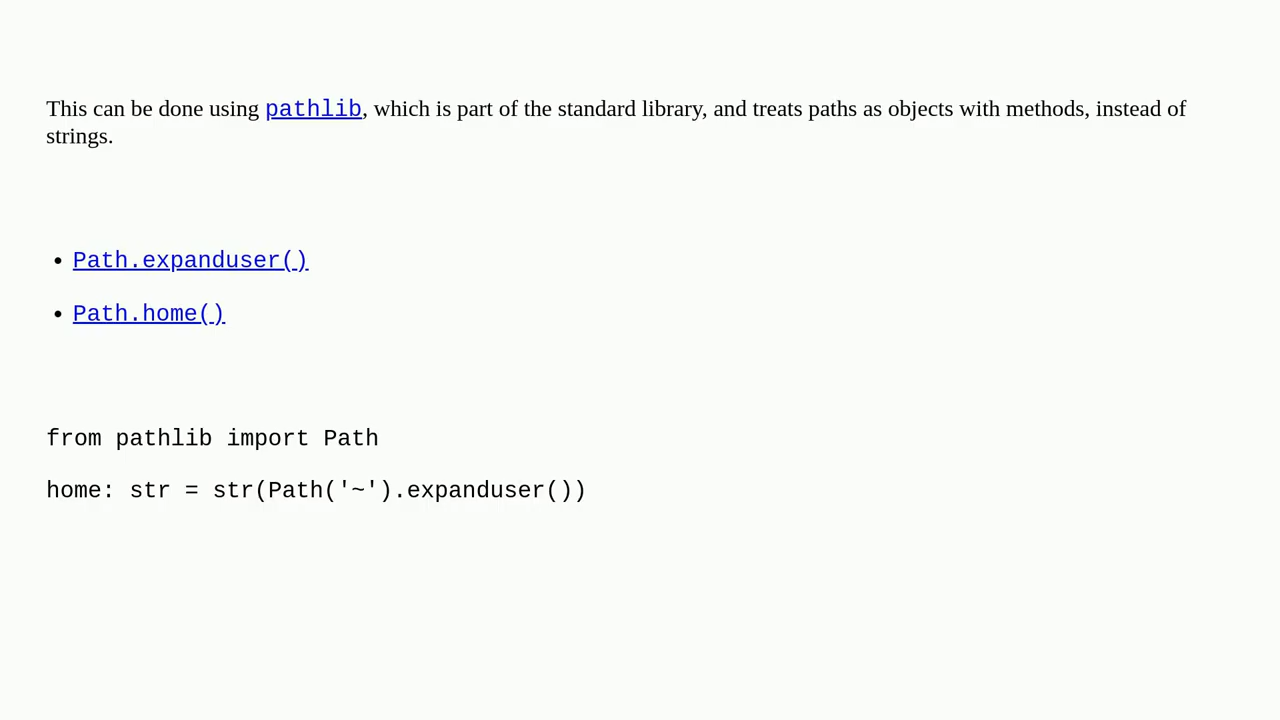 This can be done using pathlib, which is part of the standard library, and treats paths as objects with methods, instead of
strings.
• Path.expanduser()
• Path.home()
from pathlib import Path
home: str = str(Path('~').expanduser())